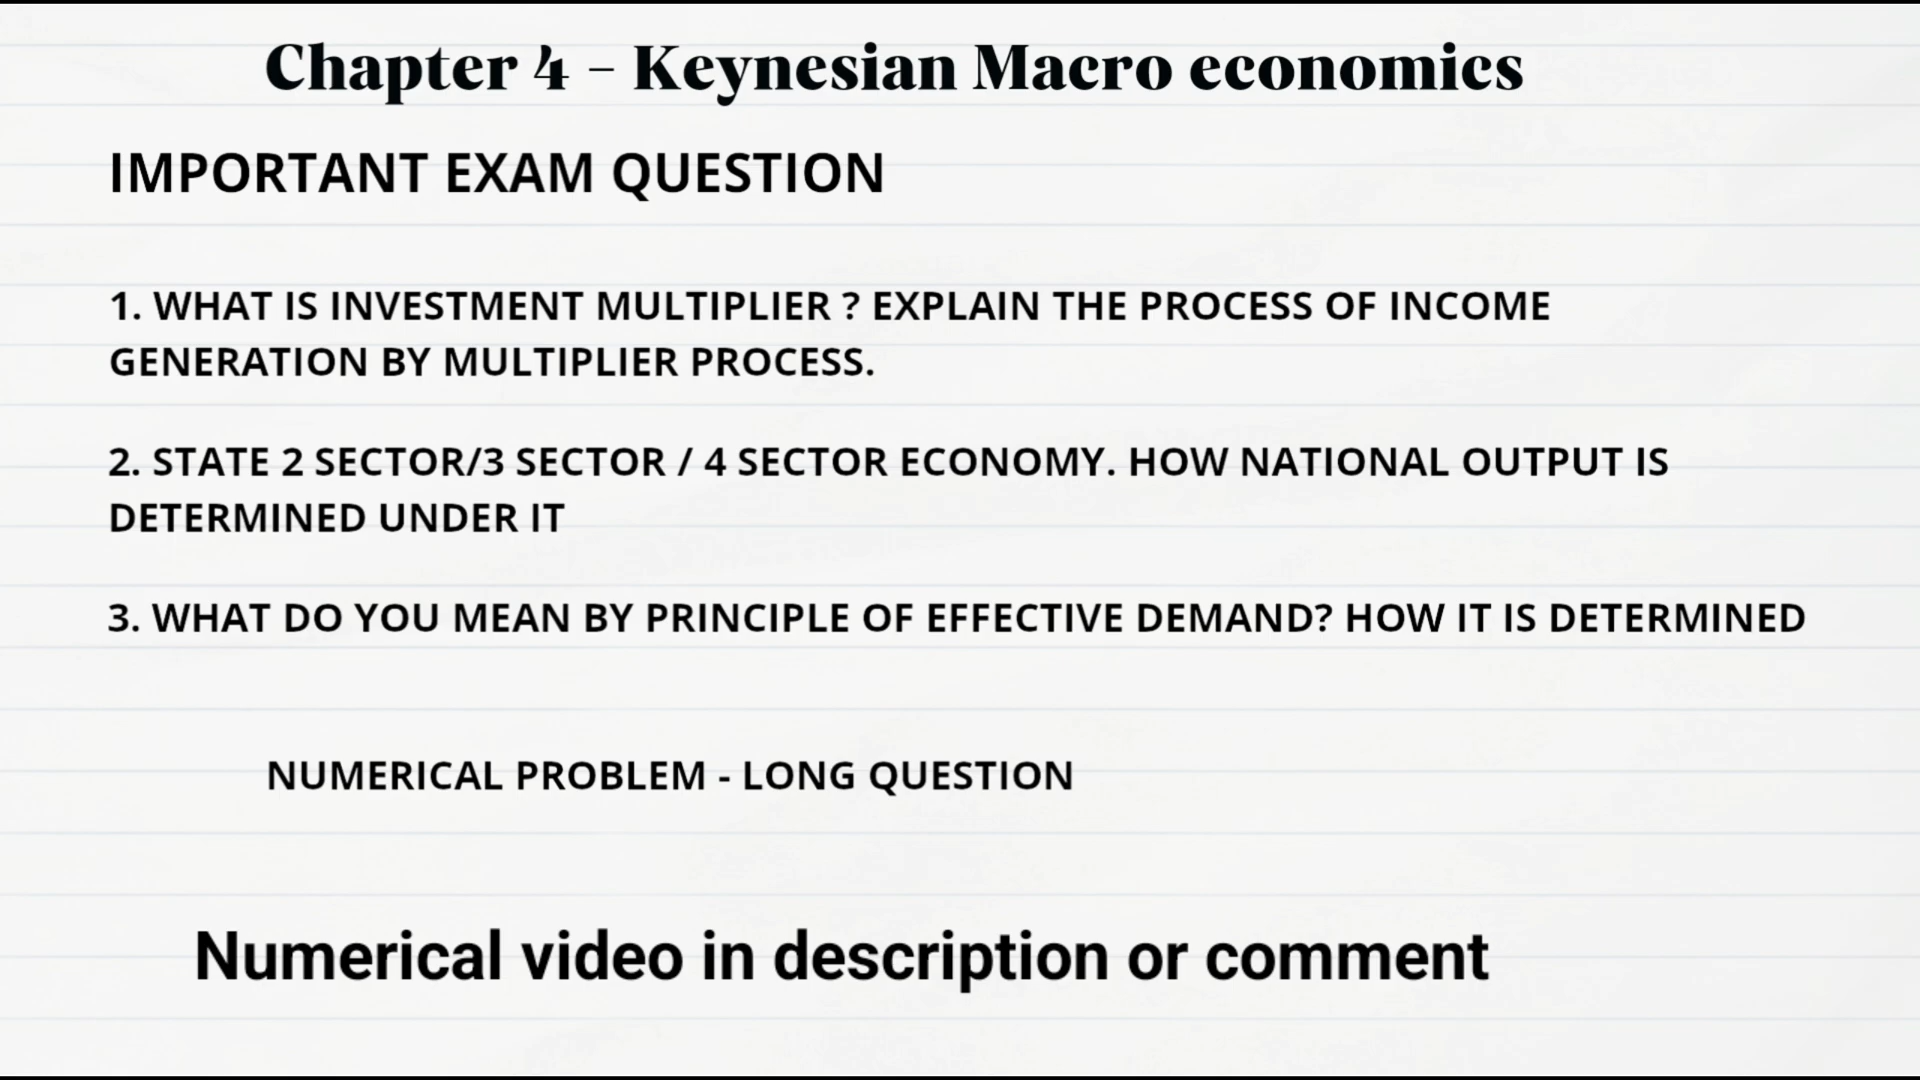 Chapter 4 – Keynesian Macro economics
IMPORTANT EXAM QUESTION
1. WHAT IS INVESTMENT MULTIPLIER ? EXPLAIN THE PROCESS OF INCOME
GENERATION BY MULTIPLIER PROCESS.
2. STATE 2 SECTOR/3 SECTOR / 4 SECTOR ECONOMY. HOW NATIONAL OUTPUT IS
DETERMINED UNDER IT
3. WHAT DO YOU MEAN BY PRINCIPLE OF EFFECTIVE DEMAND? HOW IT IS DETERMINED
NUMERICAL PROBLEM - LONG QUESTION
Numerical video in description or comment